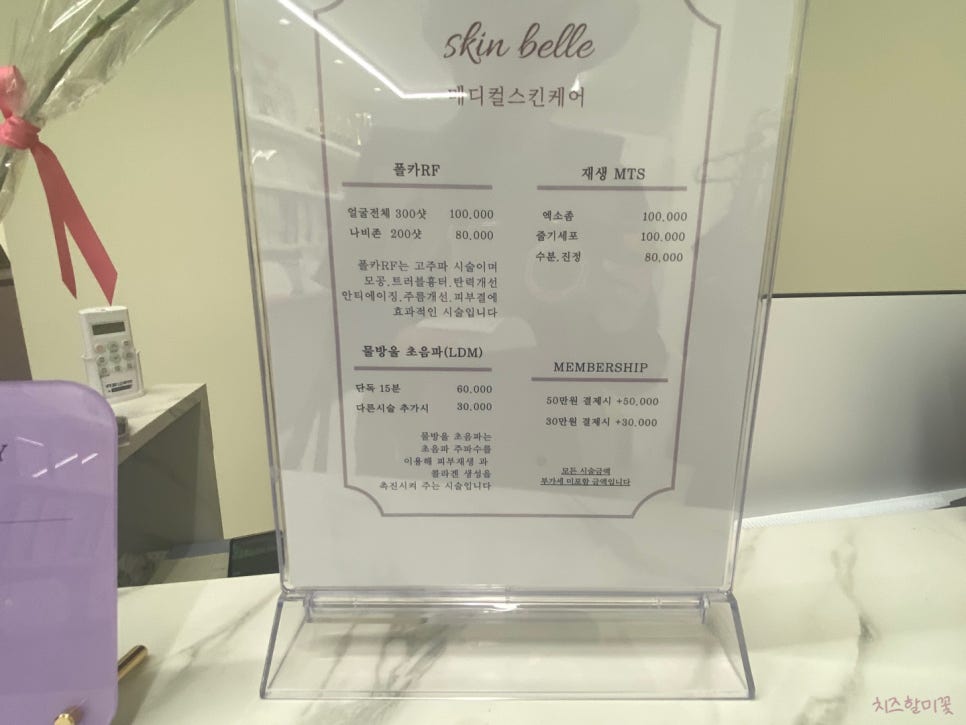 skin belle
메디컬스킨케어
폴카RF
얼굴전체 300샷 100,000
나비존 200샷 80,000
폴카RF는 고주파 시술이며
모공,트러블흉터,탄력개선
안티에이징,주름개선,피부결에
효과적인 시술입니다
물방울 초음파(LDM)
단독 15분 60,000
다른시술 추가시 30,000
물방울 초음파는
초음파 주파수를
이용해 피부재생 과
콜라겐 생성을
촉진시켜 주는 시술입니다
재생 MTS
엑소좀 100,000
줄기세포 100,000
수분,진정 80,000
MEMBERSHIP
50만원 결제시 +50,000
30만원 결제시 +30,000
모든 시술금액
부가세 미포함 금액입니다
Y
치즈할미꽃